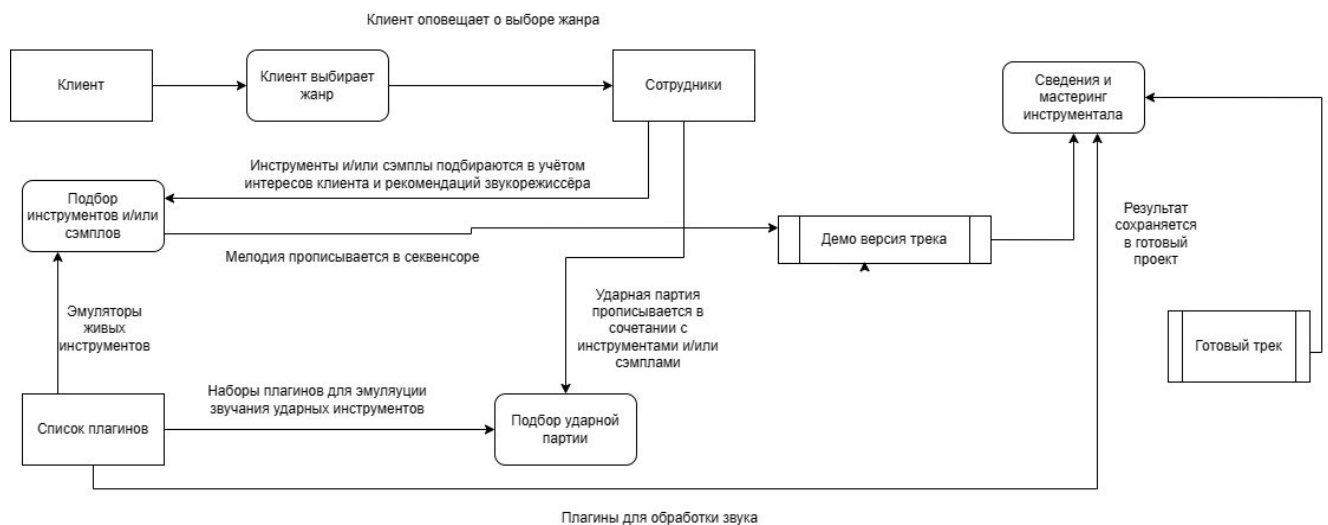 Клиент оповещает о выборе жанра
Клиент
Клиент выбирает
жанр
Сотрудники
Сведения и
мастеринг
инструментала
Инструменты и/или сэмплы подбираются в учётом
интересов клиента и рекомендаций звукорежиссёра
Подбор
инструментов и/или
сэмплов
Мелодия прописывается в секвенсоре
Демо версия трека
Результат
сохраняется
в готовый
проект
Эмуляторы
живых
инструментов
Ударная партия
прописывается в
сочетании с
инструментами и/или
сэмплами
Готовый трек
Список плагинов
Наборы плагинов для эмуляуции
звучания ударных инструментов
Подбор ударной
партии
Плагины для обработки звука